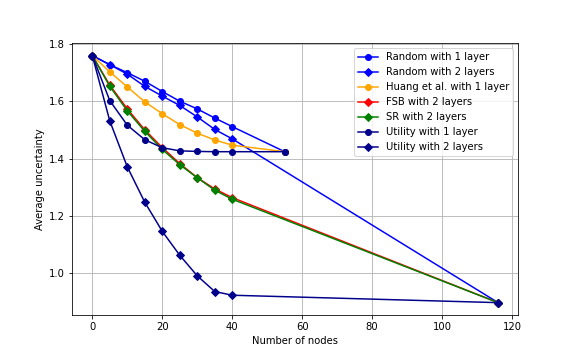 1.8
1.6
1.4
1.2
1.0
Average uncertainty
0 20 40 60 80 100 120
Number of nodes
Random with 1 layer
Random with 2 layers
Huang et al. with 1 layer
FSB with 2 layers
SR with 2 layers
Utility with 1 layer
Utility with 2 layers